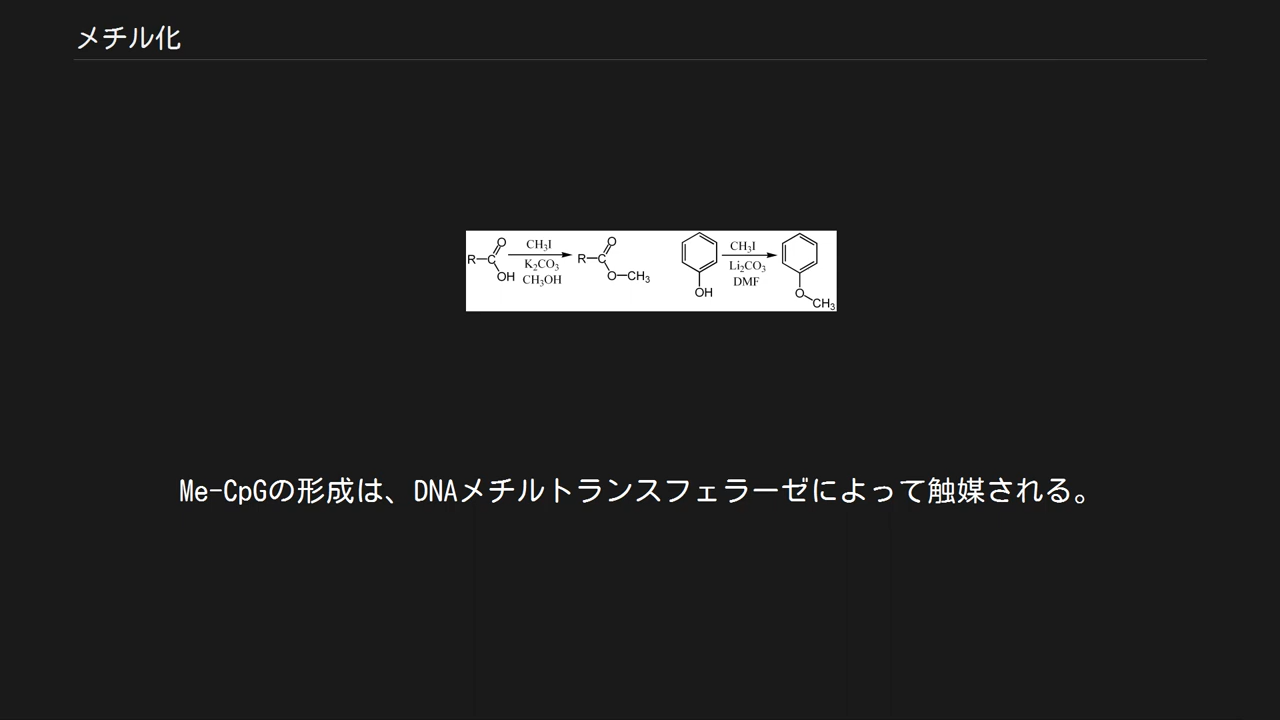 メチル化
R-C O OH CH3I K2CO3 CH3OH R-C O O-CH3
OH CH3I Li2CO3 DMF O CH3
Me-CpGの形成は、DNAメチルトランスフェラーゼによって触媒される。